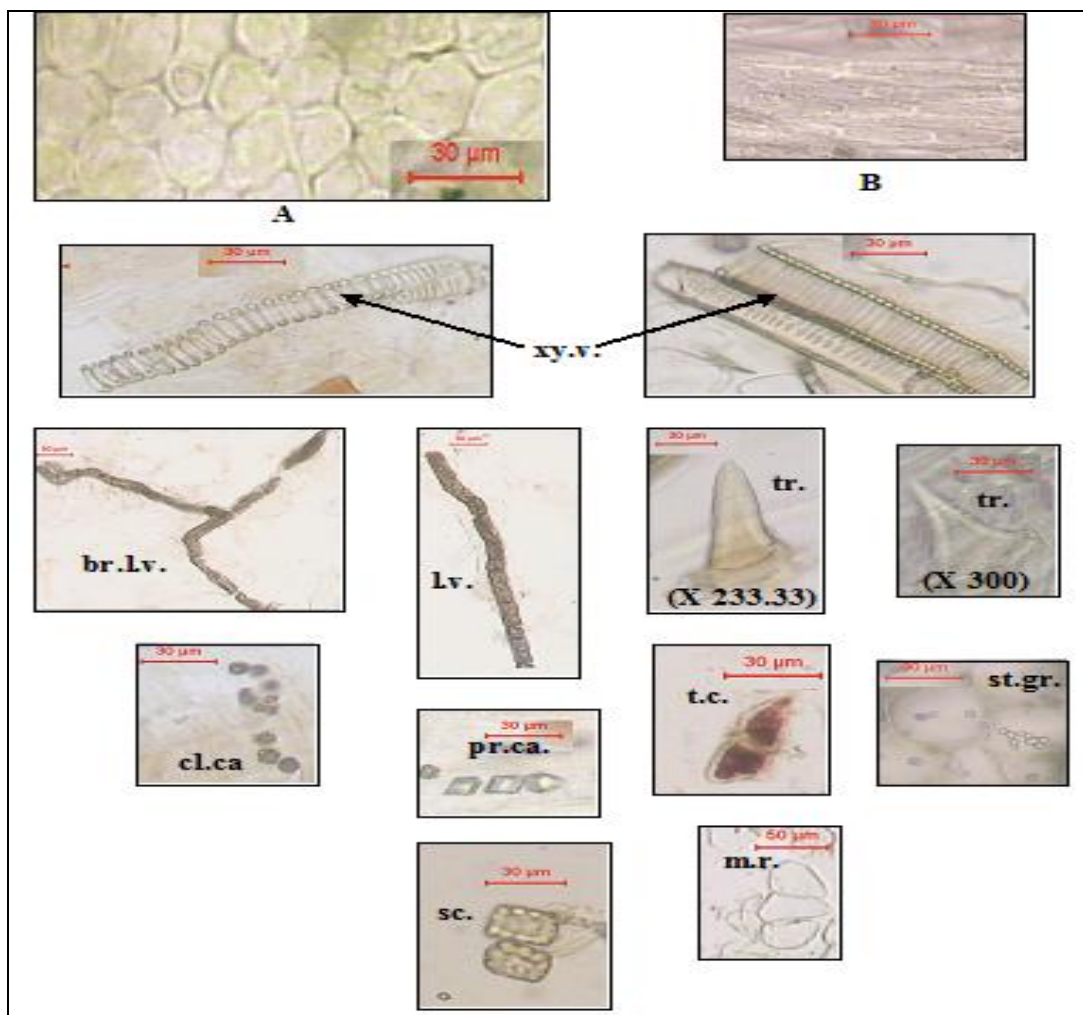 30 µm
30 µm
A
B
30 µm
30 µm
xy.v.
30 µm
br.l.v.
l.v.
tr.
(X 233.33)
30 µm
tr.
(X 300)
30 µm
cl.ca
30 µm
pr.ca.
30 µm
t.c.
st.gr.
30 µm
sc.
50 µm
m.r.